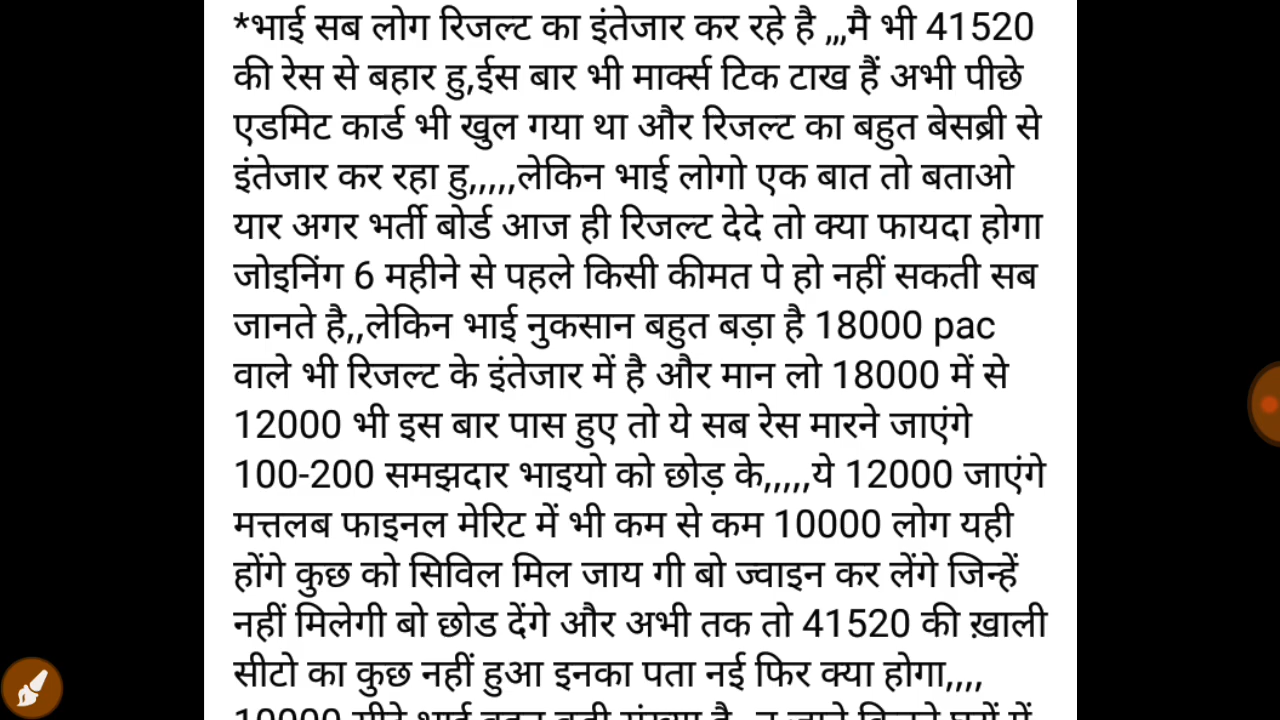 *भाई सब लोग रिजल्ट का इंतेजार कर रहे है ,,,मै भी 41520
की रेस से बहार हु,ईस बार भी मार्क्स टिक टाख हैं अभी पीछे
एडमिट कार्ड भी खुल गया था और रिजल्ट का बहुत बेसब्री से
इंतेजार कर रहा हु,,,,,लेकिन भाई लोगो एक बात तो बताओ
यार अगर भर्ती बोर्ड आज ही रिजल्ट देदे तो क्या फायदा होगा
जोइनिंग 6 महीने से पहले किसी कीमत पे हो नहीं सकती सब
जानते है,,लेकिन भाई नुकसान बहुत बड़ा है 18000 pac
वाले भी रिजल्ट के इंतेजार में है और मान लो 18000 में से
12000 भी इस बार पास हुए तो ये सब रेस मारने जाएंगे
100-200 समझदार भाइयो को छोड़ के,,,,,ये 12000 जाएंगे
मत्तलब फाइनल मेरिट में भी कम से कम 10000 लोग यही
होंगे कुछ को सिविल मिल जाय गी बो ज्वाइन कर लेंगे जिन्हें
नहीं मिलेगी बो छोड देंगे और अभी तक तो 41520 की ख़ाली
सीटो का कुछ नहीं हुआ इनका पता नई फिर क्या होगा,,,,